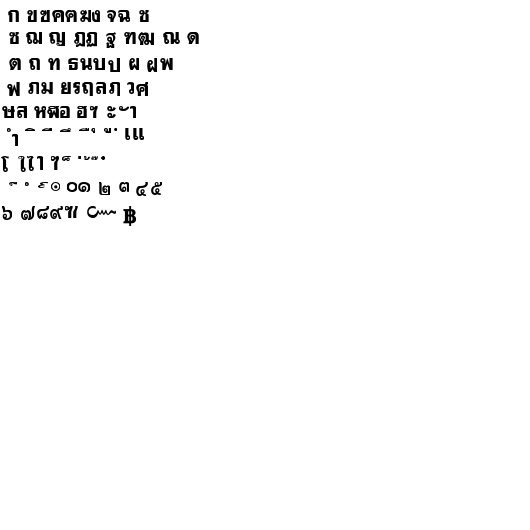 ก ขฃคฅฆง จฉ ช
ซ ฌ ญ ฎฏ ฐ ฑฒ ณ ด
ต ถ ท ธนบป ผ ฝพ
ฟ ภม ยรฤลฦ วศ
ษส หฬอ ฮฯ ะ ั า
ำ ิ ี ึ ื ุ ู ฺ เแ
โ ใไๅ ๆ ็ ่ ้ ๊ ๋
์ ํ ๎ ๏ ๐๑ ๒ ๓ ๔๕
๖ ๗๘๙๚ ๛ ฿